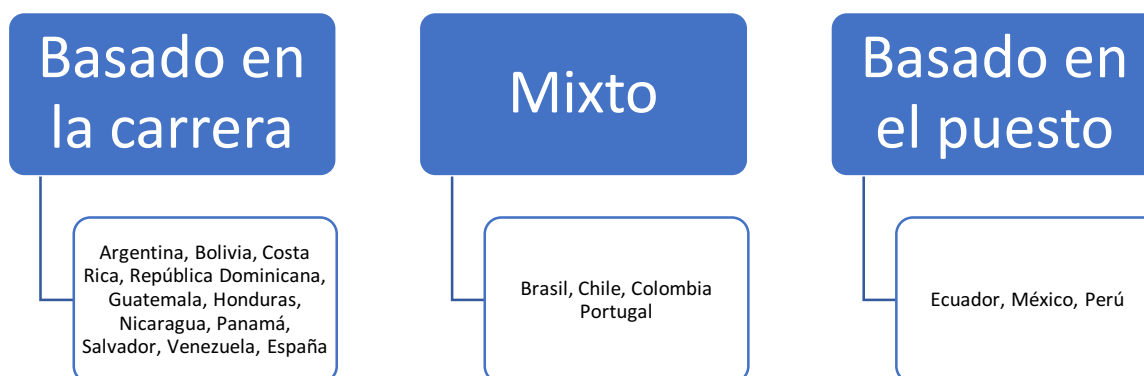 Basado en
la carrera
Argentina, Bolivia, Costa
Rica, República Dominicana,
Guatemala, Honduras,
Nicaragua, Panamá,
Salvador, Venezuela, España
Mixto
Brasil, Chile, Colombia
Portugal
Basado en
el puesto
Ecuador, México, Perú